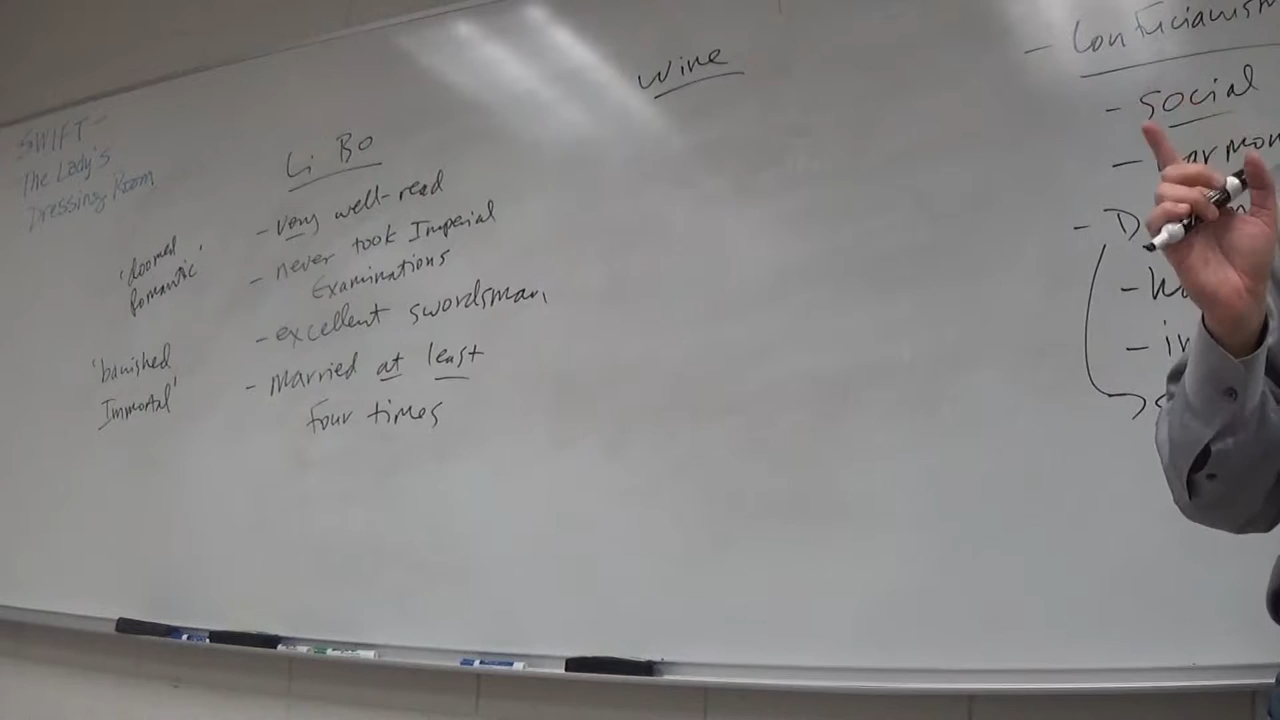 SWIFT-
The Lady's
Dressing Room
'doomed
Romantic'
'banished
Immortal'
Li Bo
- very well-read
- never took Imperial
Examinations
- excellent swordsman,
- Married at least
four times
Wine
- Confucianism
- social
-
- D
-
- in